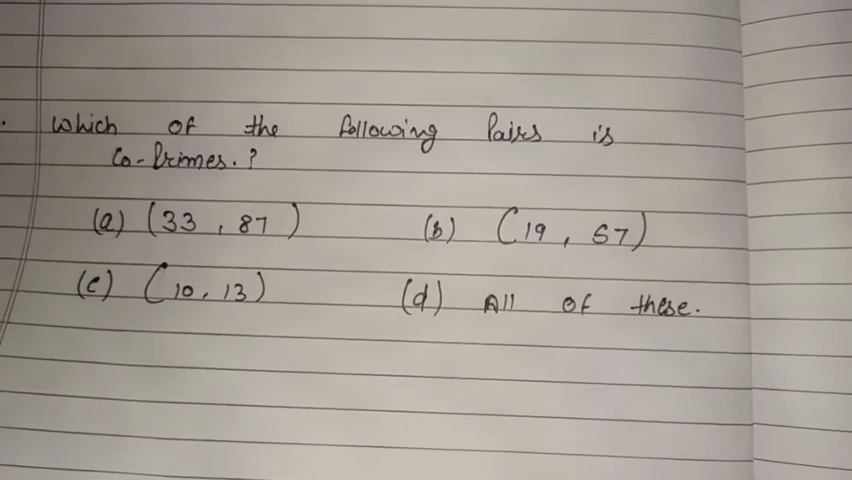 Which of the following Pairs is
Co-Primes.?
(a) (33, 87) (b) (19, 57)
(c) (10, 13) (d) All of these.